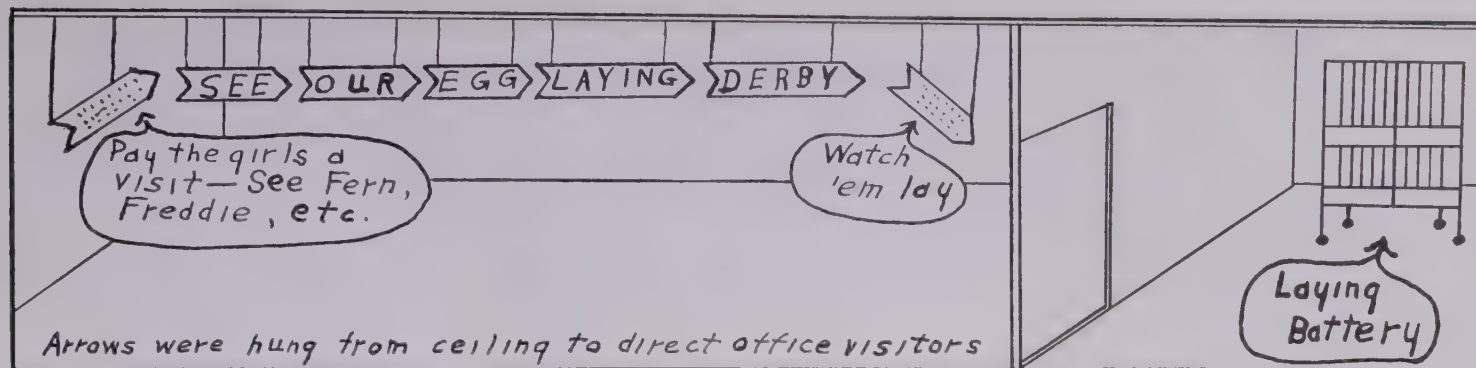 SEE OUR EGG LAYING DERBY
Pay the girls a
visit — See Fern,
Freddie, etc.
Watch
'em lay
Laying
Battery
Arrows were hung from ceiling to direct office visitors